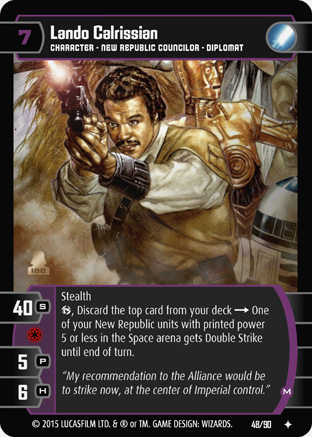 7 Lando Calrissian
CHARACTER • NEW REPUBLIC COUNCILOR • DIPLOMAT
100
40 S
Stealth
, Discard the top card from your deck → One
of your New Republic units with printed power
5 or less in the Space arena gets Double Strike
until end of turn.
5 P
6 H
“My recommendation to the Alliance would be
to strike now, at the center of Imperial control.”
M
© 2015 LUCASFILM LTD. & ® or TM. GAME DESIGN: WIZARDS. 48/90